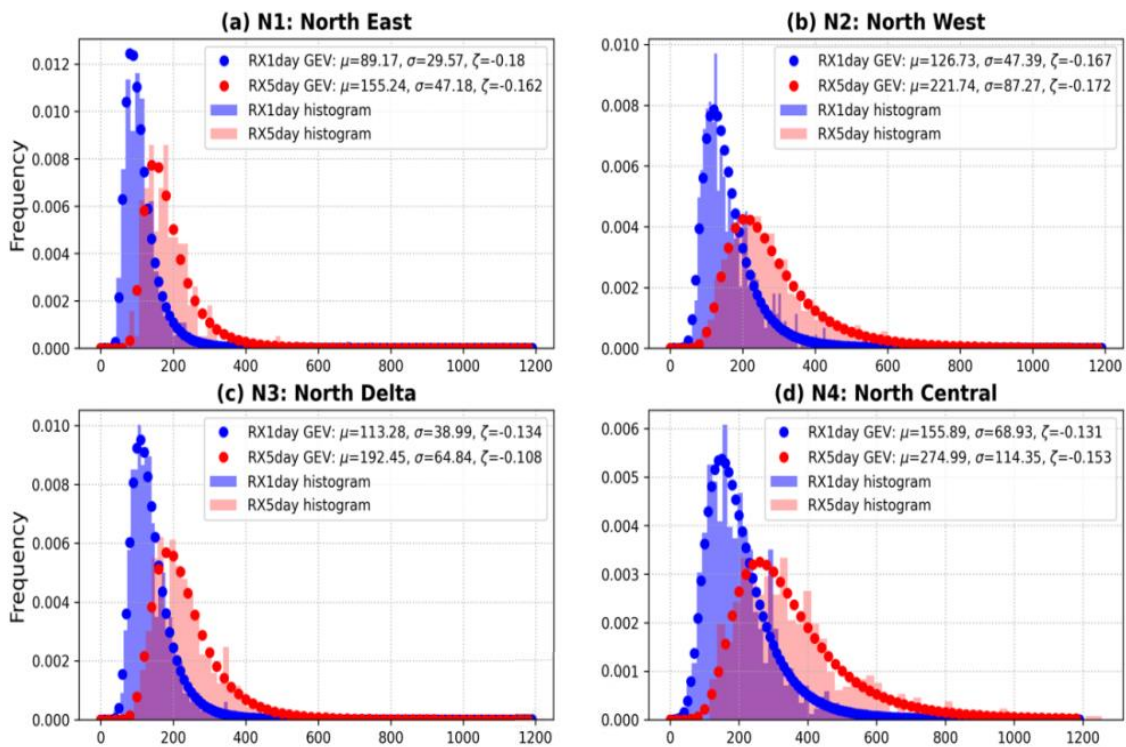 (a) N1: North East
RX1day GEV: μ=89.17, σ=29.57, ζ=-0.18
RX5day GEV: μ=155.24, σ=47.18, ζ=-0.162
RX1day histogram
RX5day histogram
Frequency
0.012
0.010
0.008
0.006
0.004
0.002
0.000
0 200 400 600 800 1000 1200
(b) N2: North West
RX1day GEV: μ=126.73, σ=47.39, ζ=-0.167
RX5day GEV: μ=221.74, σ=87.27, ζ=-0.172
RX1day histogram
RX5day histogram
0.010
0.008
0.006
0.004
0.002
0.000
0 200 400 600 800 1000 1200
(c) N3: North Delta
RX1day GEV: μ=113.28, σ=38.99, ζ=-0.134
RX5day GEV: μ=192.45, σ=64.84, ζ=-0.108
RX1day histogram
RX5day histogram
Frequency
0.010
0.008
0.006
0.004
0.002
0.000
0 200 400 600 800 1000 1200
(d) N4: North Central
RX1day GEV: μ=155.89, σ=68.93, ζ=-0.131
RX5day GEV: μ=274.99, σ=114.35, ζ=-0.153
RX1day histogram
RX5day histogram
0.006
0.005
0.004
0.003
0.002
0.001
0.000
0 200 400 600 800 1000 1200